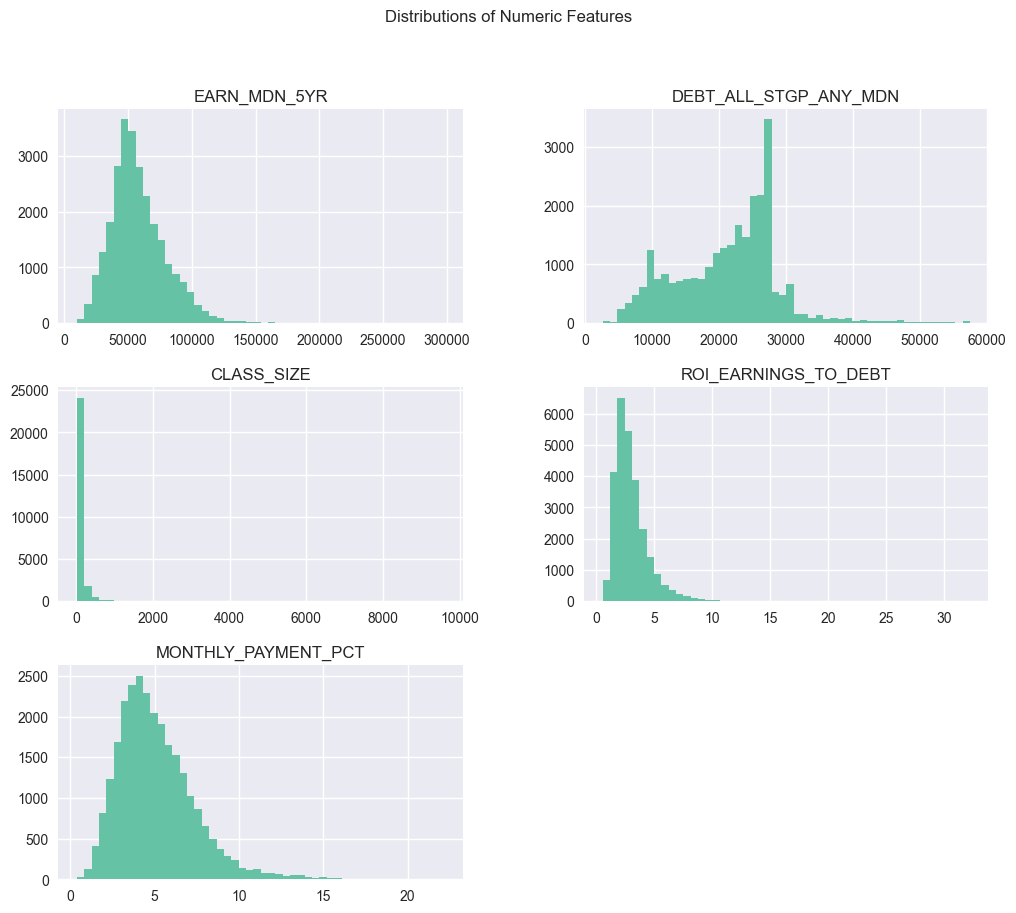 Distributions of Numeric Features
EARN_MDN_5YR
3000
2000
1000
0
0 50000 100000 150000 200000 250000 300000
DEBT_ALL_STGP_ANY_MDN
3000
2000
1000
0
0 10000 20000 30000 40000 50000 60000
CLASS_SIZE
25000
20000
15000
10000
5000
0
0 2000 4000 6000 8000 10000
ROI_EARNINGS_TO_DEBT
6000
5000
4000
3000
2000
1000
0
0 5 10 15 20 25 30
MONTHLY_PAYMENT_PCT
2500
2000
1500
1000
500
0
0 5 10 15 20